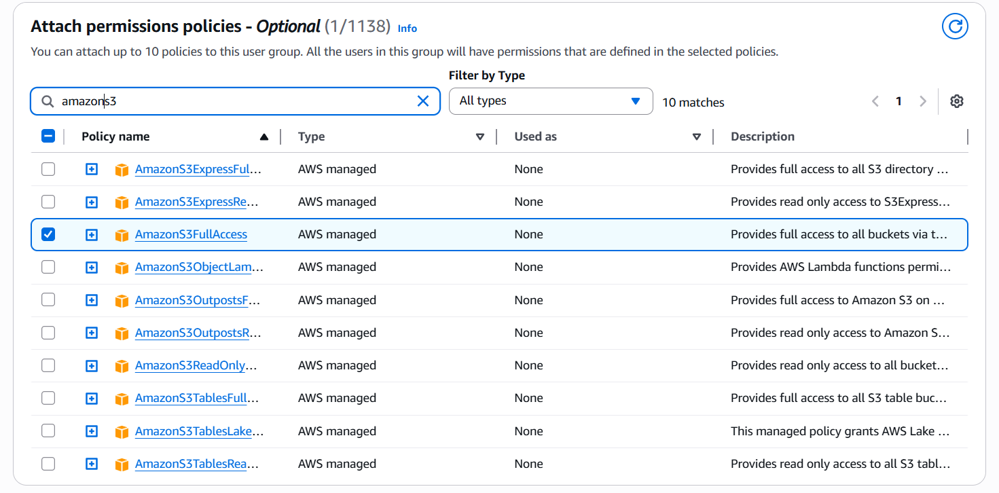 Attach permissions policies - Optional (1/1138) Info
You can attach up to 10 policies to this user group. All the users in this group will have permissions that are defined in the selected policies.
Filter by Type
amazons3 All types 10 matches 1
Policy name Type Used as Description
AmazonS3ExpressFul... AWS managed None Provides full access to all S3 directory ...
AmazonS3ExpressRe... AWS managed None Provides read only access to S3Express...
AmazonS3FullAccess AWS managed None Provides full access to all buckets via t...
AmazonS3ObjectLam... AWS managed None Provides AWS Lambda functions permi...
AmazonS3OutpostsF... AWS managed None Provides full access to Amazon S3 on ...
AmazonS3OutpostsR... AWS managed None Provides read only access to Amazon S...
AmazonS3ReadOnly... AWS managed None Provides read only access to all bucket...
AmazonS3TablesFull... AWS managed None Provides full access to all S3 table buc...
AmazonS3TablesLake... AWS managed None This managed policy grants AWS Lake ...
AmazonS3TablesRea... AWS managed None Provides read only access to all S3 tabl...